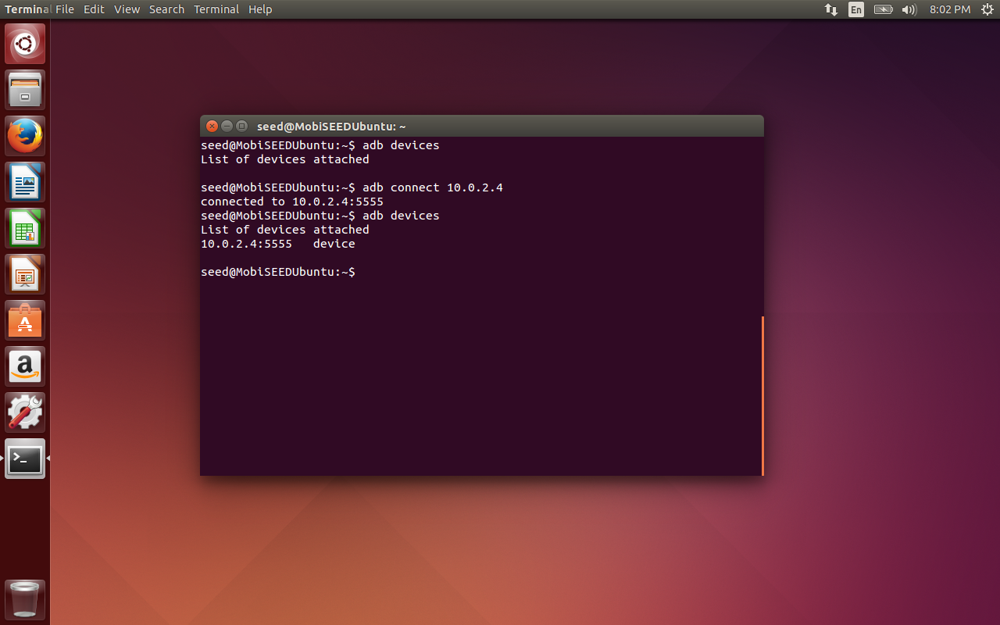 Terminal File Edit View Search Terminal Help En 8:02 PM
seed@MobiSEEDUbuntu: ~
seed@MobiSEEDUbuntu:~$ adb devices
List of devices attached
seed@MobiSEEDUbuntu:~$ adb connect 10.0.2.4
connected to 10.0.2.4:5555
seed@MobiSEEDUbuntu:~$ adb devices
List of devices attached
10.0.2.4:5555 device
seed@MobiSEEDUbuntu:~$